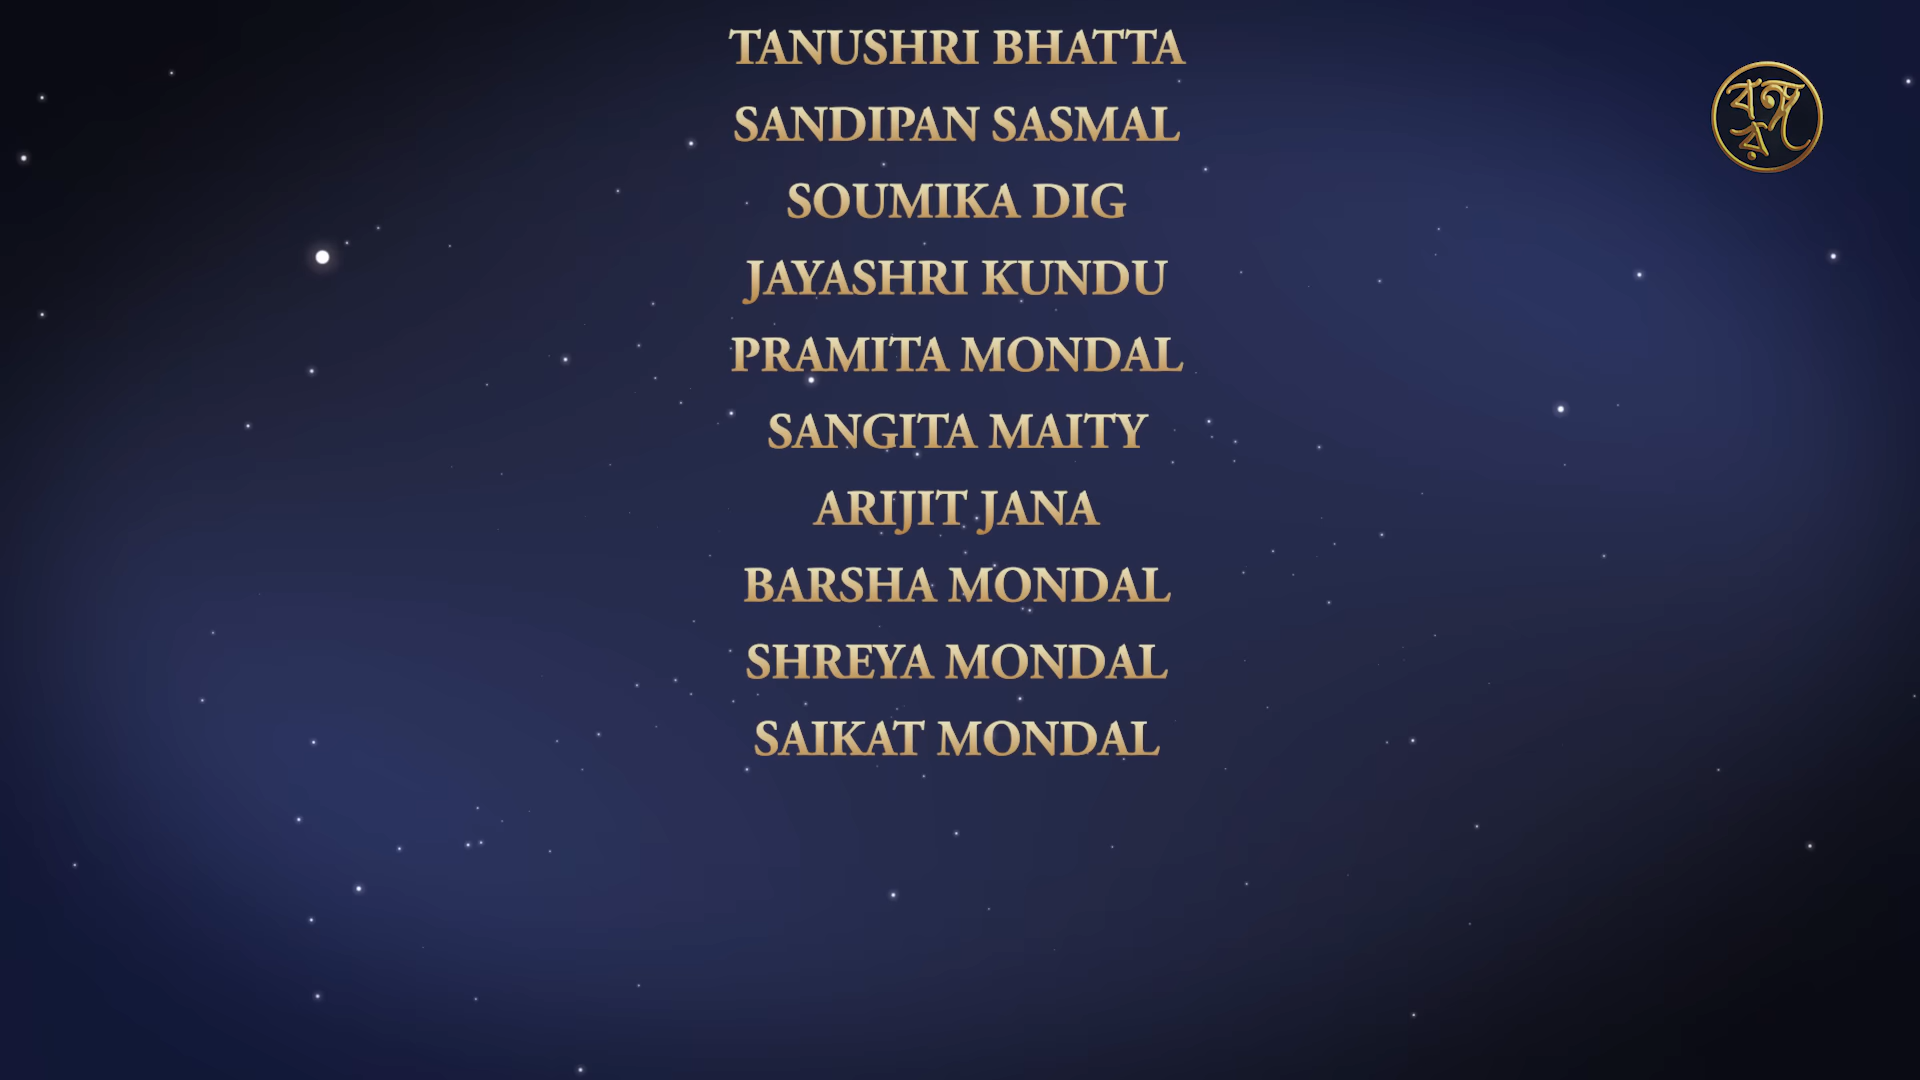 TANUSHRI BHATTA
SANDIPAN SASMAL
SOUMIKA DIG
JAYASHRI KUNDU
PRAMITA MONDAL
SANGITA MAITY
ARIJIT JANA
BARSHA MONDAL
SHREYA MONDAL
SAIKAT MONDAL